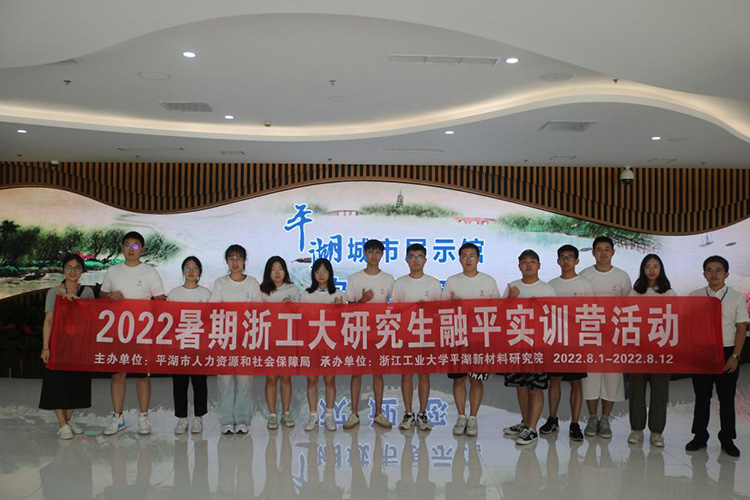 平湖城市展示馆
2022暑期浙工大研究生融平实训营活动
主办单位：平湖市人力资源和社会保障局 承办单位：浙江工业大学平湖新材料研究院 2022.8.1-2022.8.12